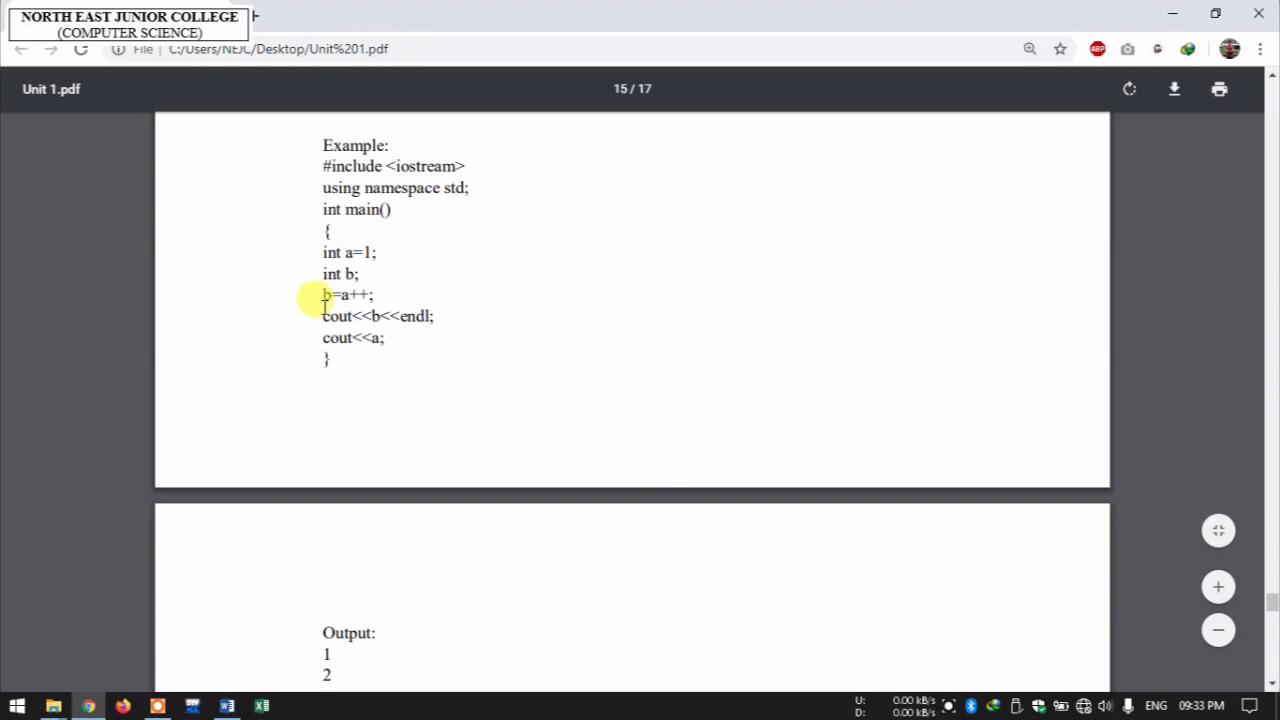 NORTH EAST JUNIOR COLLEGE
(COMPUTER SCIENCE)
File
C:/Users/NEJC/Desktop/Unit%201.pdf
ABP
Unit 1.pdf
15 / 17
Example:
#include <iostream>
using namespace std;
int main()
{
int a=1;
int b;
b=a++;
cout<<b<<endl;
cout<<a;
}
Output:
1
2
U: 0.00 kB/s
D: 0.00 kB/s
ENG
09:33 PM